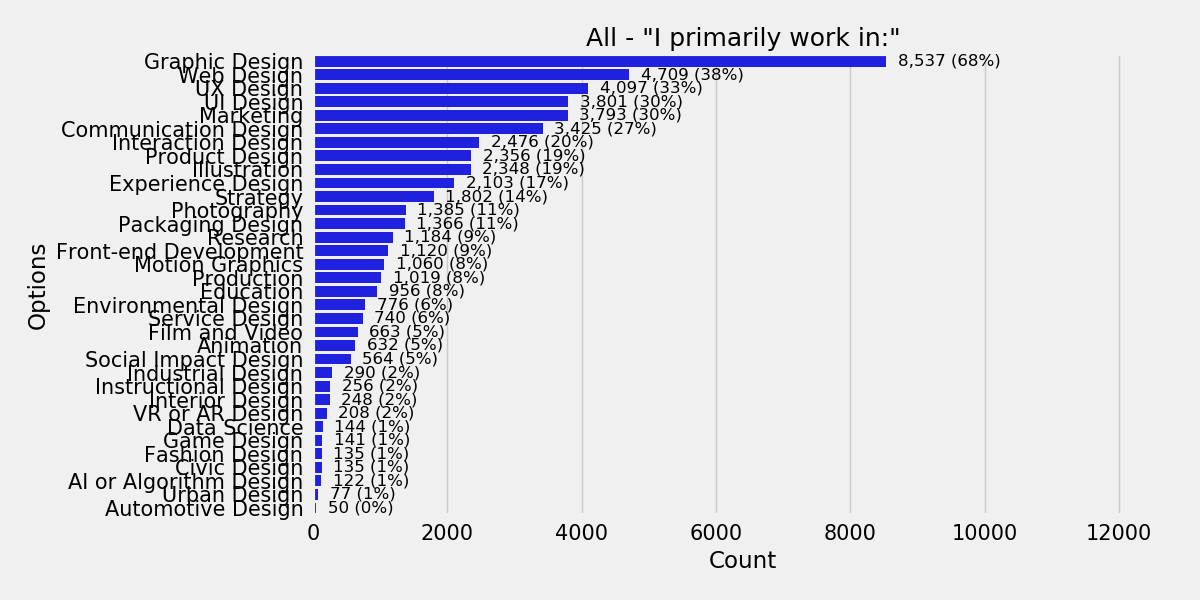 All - "I primarily work in:"
Graphic Design 8,537 (68%)
Web Design 4,709 (38%)
UX Design 4,097 (33%)
UI Design 3,801 (30%)
Marketing 3,793 (30%)
Communication Design 3,425 (27%)
Interaction Design 2,476 (20%)
Product Design 2,356 (19%)
Illustration 2,348 (19%)
Experience Design 2,103 (17%)
Strategy 1,802 (14%)
Photography 1,385 (11%)
Packaging Design 1,366 (11%)
Research 1,184 (9%)
Front-end Development 1,120 (9%)
Motion Graphics 1,060 (8%)
Production 1,019 (8%)
Education 956 (8%)
Environmental Design 776 (6%)
Service Design 740 (6%)
Film and Video 663 (5%)
Animation 632 (5%)
Social Impact Design 564 (5%)
Industrial Design 290 (2%)
Instructional Design 256 (2%)
Interior Design 248 (2%)
VR or AR Design 208 (2%)
Data Science 144 (1%)
Game Design 141 (1%)
Fashion Design 135 (1%)
Civic Design 135 (1%)
AI or Algorithm Design 122 (1%)
Urban Design 77 (1%)
Automotive Design 50 (0%)
Options
0 2000 4000 6000 8000 10000 12000
Count